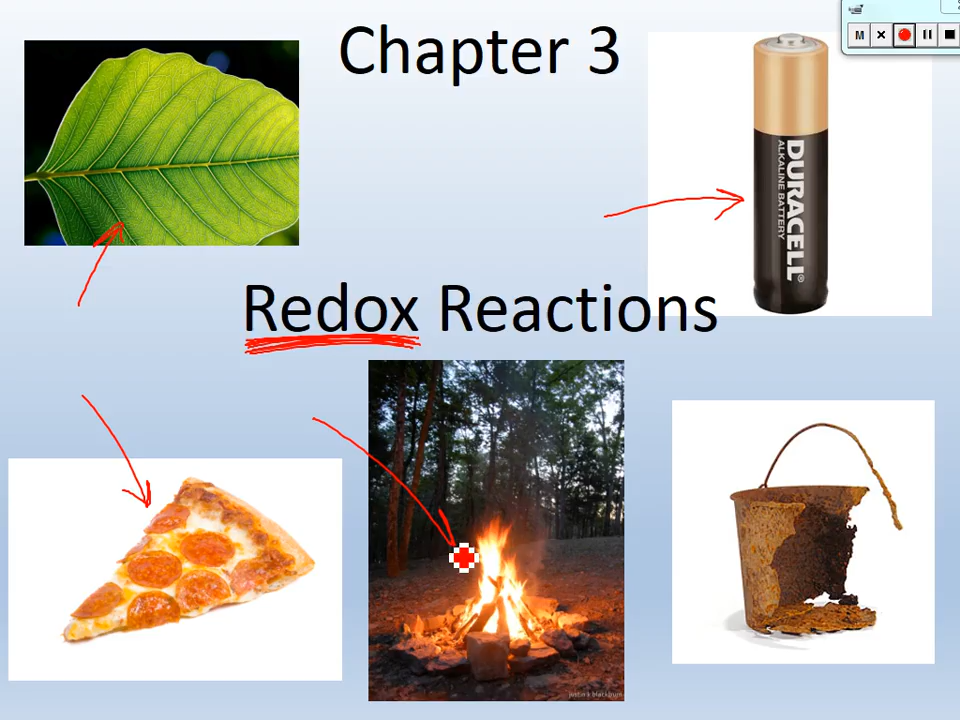 Chapter 3
M
DURACELL®
ALKALINE BATTERY
Redox Reactions